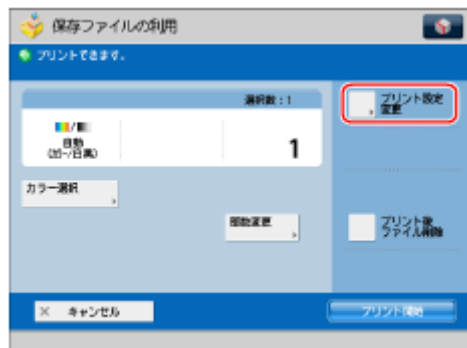 保存ファイルの利用
プリントできます。
選択数：1
プリント設定
変更
自動
(カラー/白黒)
1
カラー選択
部数変更
プリント後
ファイル削除
× キャンセル
プリント開始